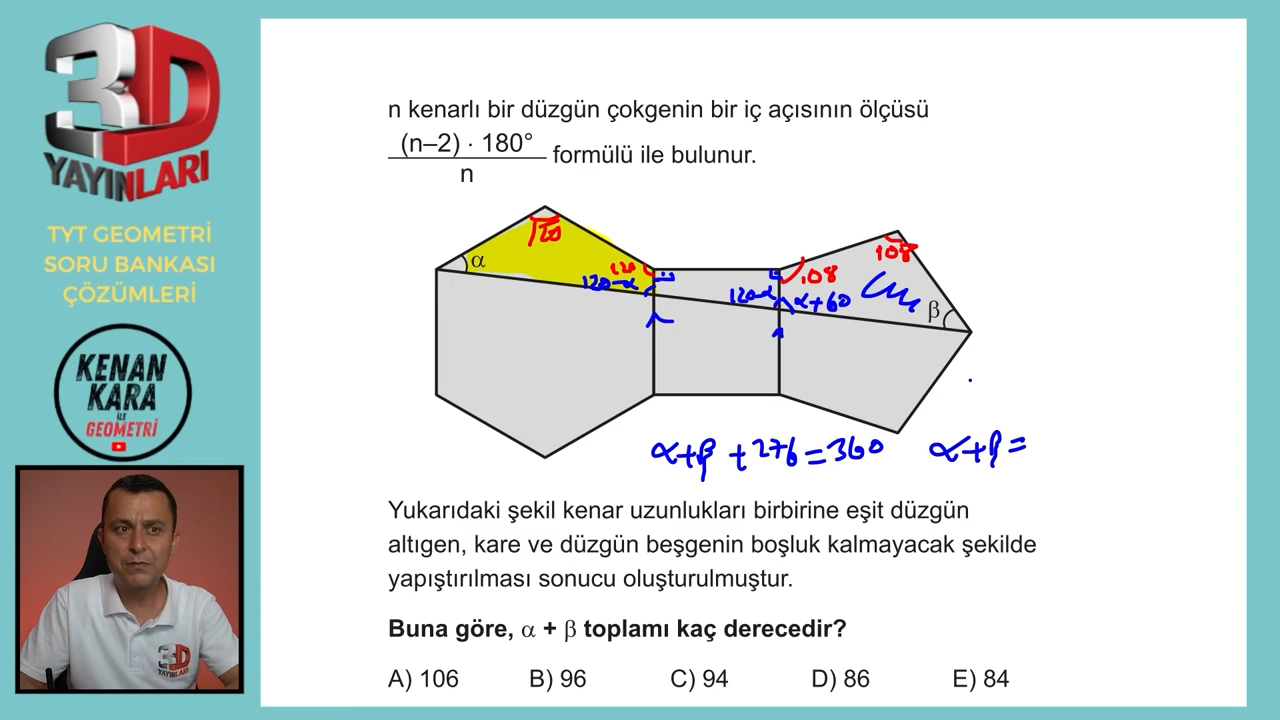 3D
YAYINLARI
TYT GEOMETRİ
SORU BANKASI
ÇÖZÜMLERİ
KENAN
KARA
İLE
GEOMETRİ
3D
YAYINLARI
n kenarlı bir düzgün çokgenin bir iç açısının ölçüsü
(n–2) · 180°
n
formülü ile bulunur.
120
α
120
120-α
108
108
120-α
α+60
β
α+β +276=360
α+β=
Yukarıdaki şekil kenar uzunlukları birbirine eşit düzgün
altıgen, kare ve düzgün beşgenin boşluk kalmayacak şekilde
yapıştırılması sonucu oluşturulmuştur.
Buna göre, α + β toplamı kaç derecedir?
A) 106 B) 96 C) 94 D) 86 E) 84